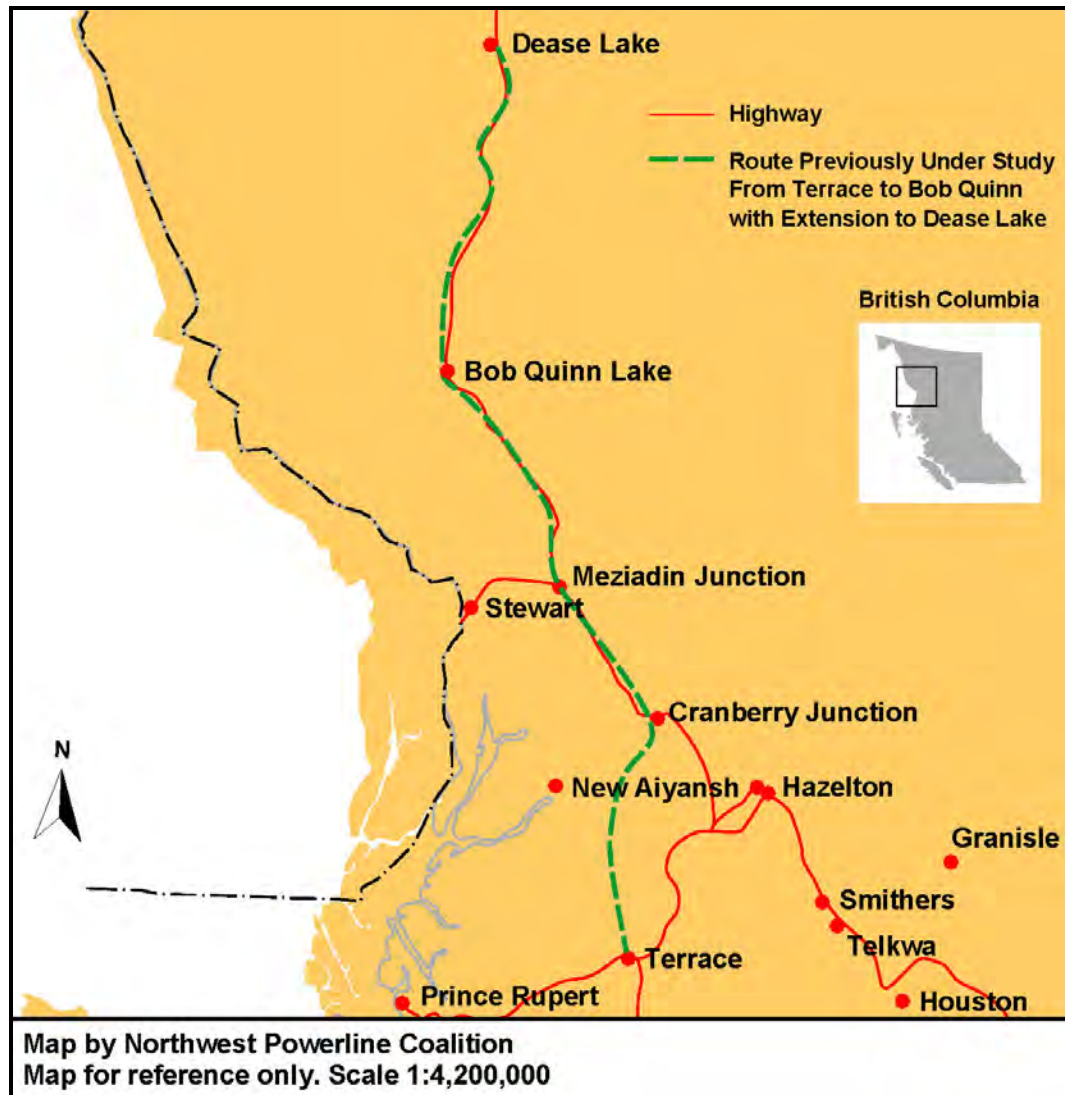 Dease Lake
Highway
Route Previously Under Study
From Terrace to Bob Quinn
with Extension to Dease Lake
British Columbia
Bob Quinn Lake
Meziadin Junction
Stewart
Cranberry Junction
N
New Aiyansh
Hazelton
Granisle
Smithers
Telkwa
Terrace
Prince Rupert
Houston
Map by Northwest Powerline Coalition
Map for reference only. Scale 1:4,200,000